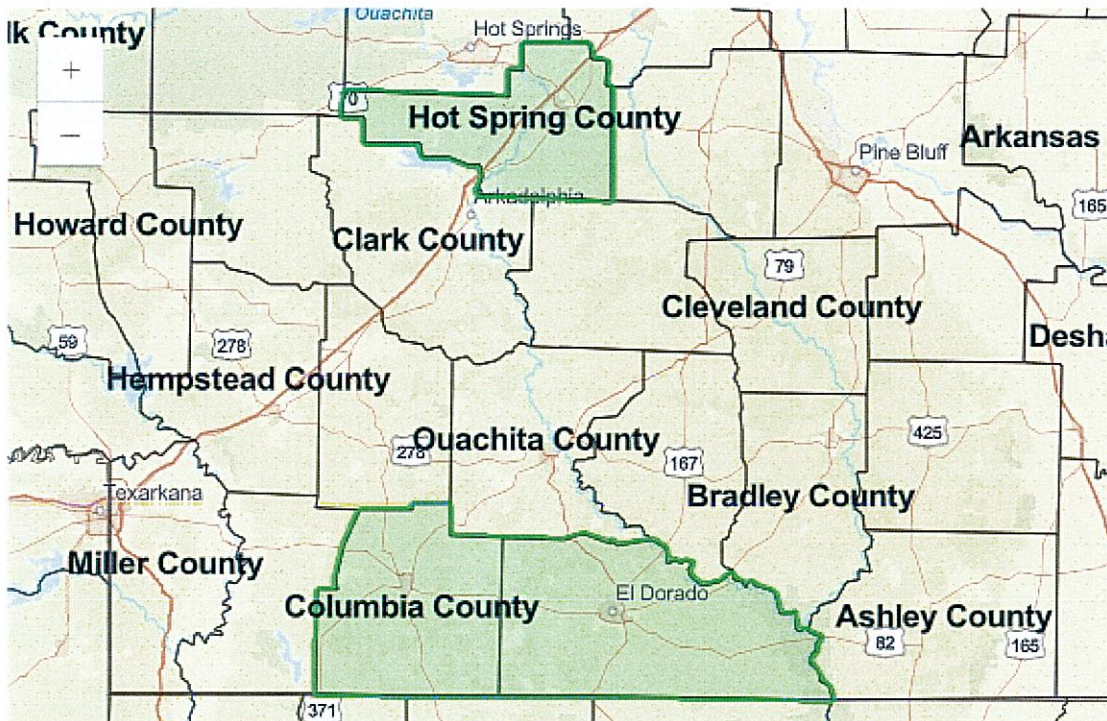 Ouachita
lk County
Hot Springs
+
70
−
Hot Spring County
Arkansas
Pine Bluff
Arkadelphia
165
Howard County
Clark County
79
Cleveland County
59
278
Desha
Hempstead County
Ouachita County
425
278
167
Texarkana
Bradley County
Miller County
Columbia County
El Dorado
Ashley County
82
165
371